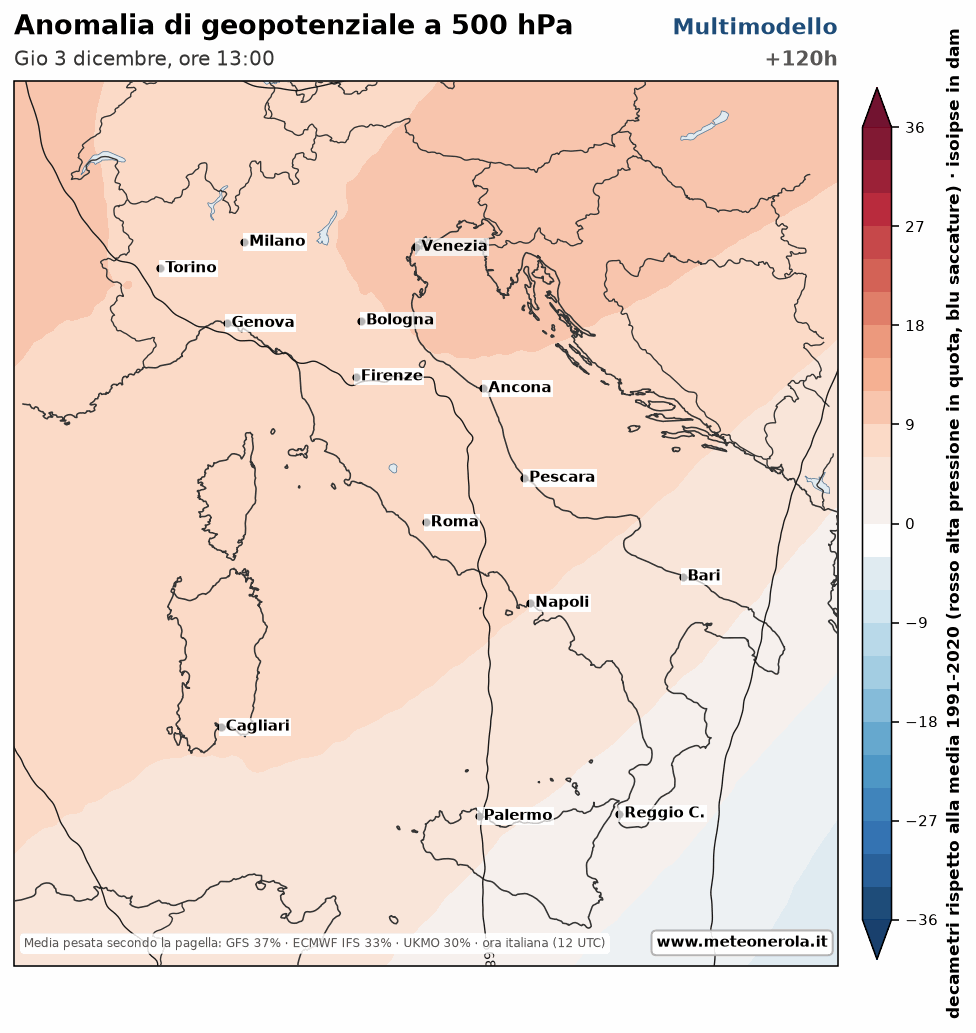 Anomalia di geopotenziale a 500 hPa
Multimodello
Gio 3 dicembre, ore 13:00
+120h
Milano
Venezia
Torino
Genova
Bologna
Firenze
Ancona
Pescara
Roma
Bari
Napoli
Cagliari
Palermo
Reggio C.
36
27
18
9
0
−9
−18
−27
−36
decametri rispetto alla media 1991-2020 (rosso alta pressione in quota, blu saccature) · isoipse in dam
Media pesata secondo la pagella: GFS 37% · ECMWF IFS 33% · UKMO 30% · ora italiana (12 UTC)
www.meteonerola.it